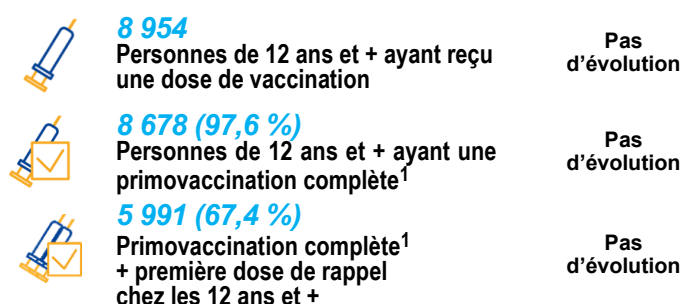 8 954
Personnes de 12 ans et + ayant reçu
une dose de vaccination
Pas
d'évolution
8 678 (97,6 %)
Personnes de 12 ans et + ayant une
primovaccination complète1
Pas
d'évolution
5 991 (67,4 %)
Primovaccination complète1
+ première dose de rappel
chez les 12 ans et +
Pas
d'évolution